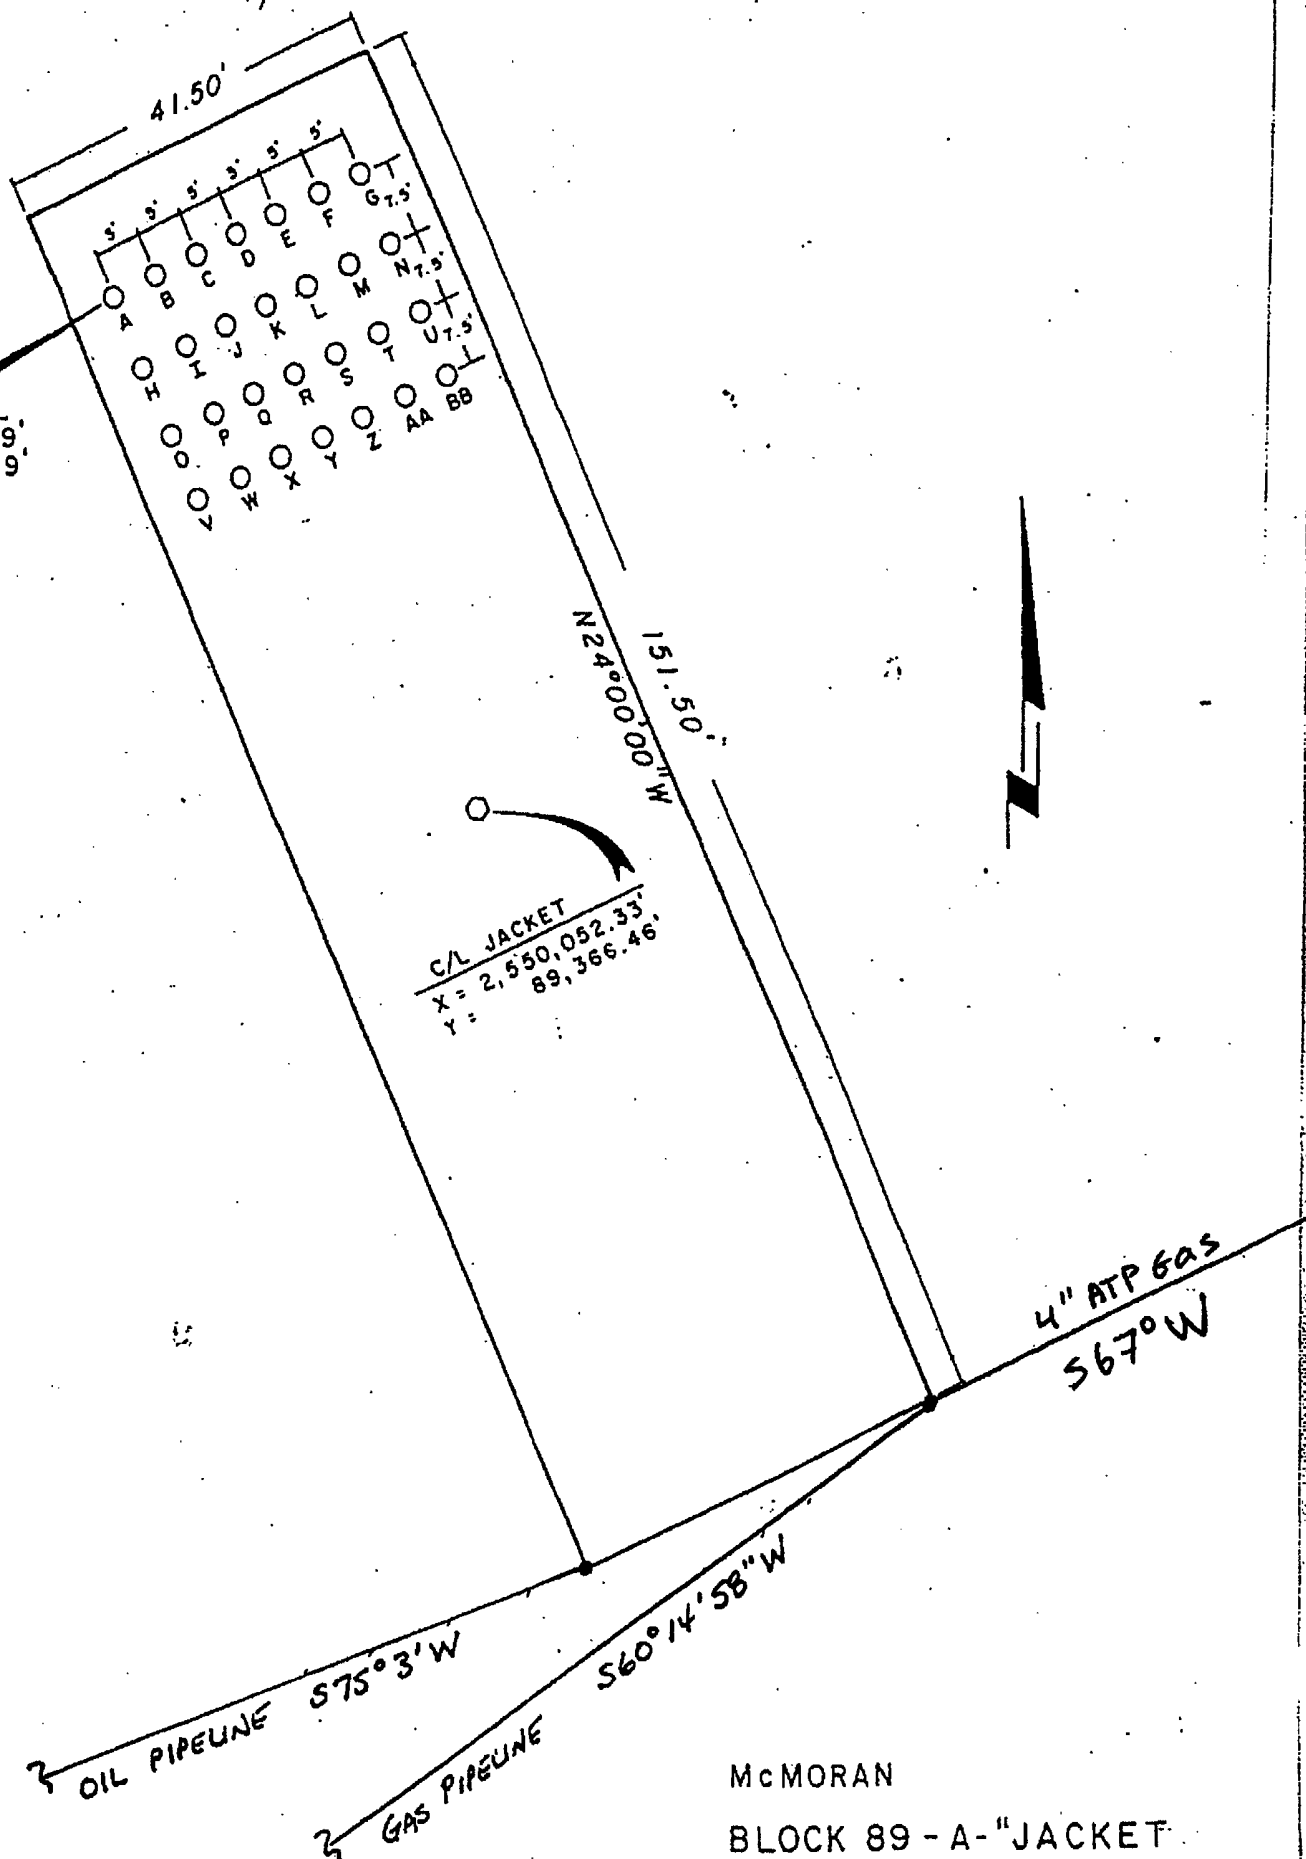 41.50'
5' 5' 5' 5' 5' 5'
A B C D E F G 7.5'
H I J K L M N 7.5'
O P Q R S T U 7.5'
V W X Y Z AA BB
9'
9'
151.50'
N24°00'00"W
C/L JACKET
X = 2,550,052.33'
Y = 89,366.46'
4" ATP GAS
S67°W
S75°3'W
OIL PIPELINE
S60°14'58"W
GAS PIPELINE
McMORAN
BLOCK 89 - A - "JACKET